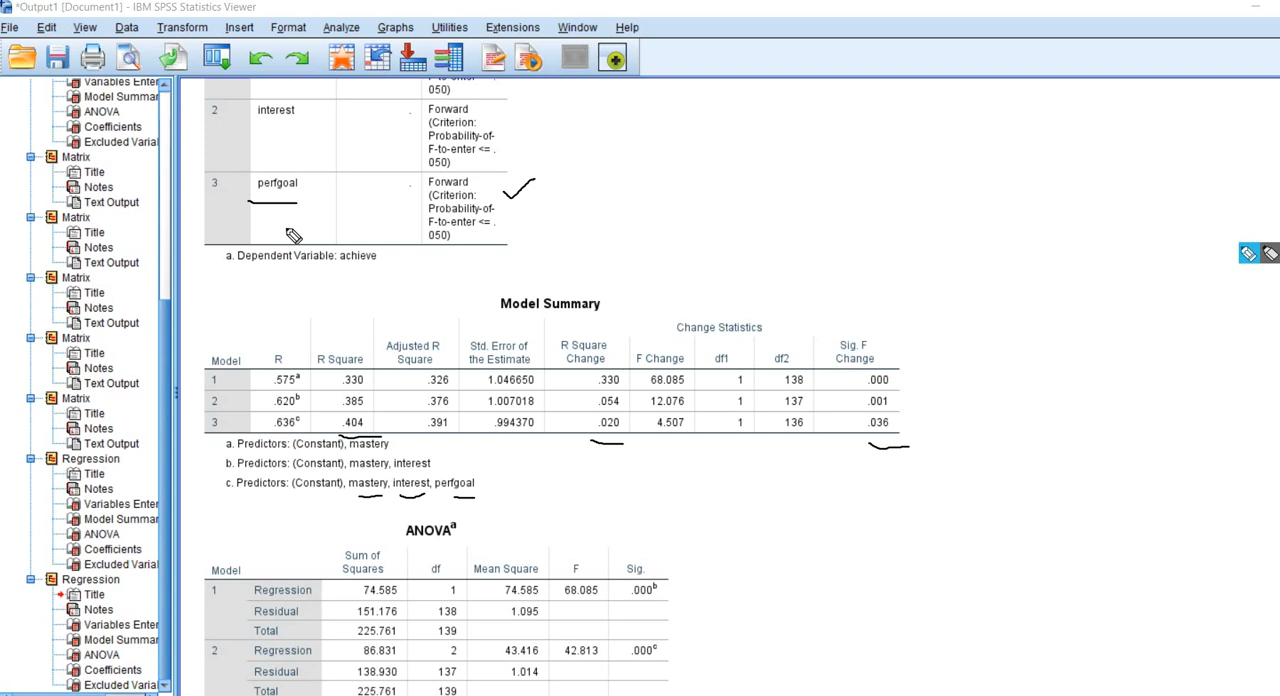 *Output1 [Document1] - IBM SPSS Statistics Viewer
File Edit View Data Transform Insert Format Analyze Graphs Utilities Extensions Window Help
Variables Enter
Model Summar
ANOVA
Coefficients
Excluded Varial
Matrix
Title
Notes
Text Output
Matrix
Title
Notes
Text Output
Matrix
Title
Notes
Text Output
Matrix
Title
Notes
Text Output
Matrix
Title
Notes
Text Output
Regression
Title
Notes
Variables Enter
Model Summar
ANOVA
Coefficients
Excluded Varial
Regression
Title
Notes
Variables Enter
Model Summar
ANOVA
Coefficients
Excluded Varial
F-to-enter <= .
050)
2 interest . Forward
(Criterion:
Probability-of-
F-to-enter <= .
050)
3 perfgoal . Forward
(Criterion:
Probability-of-
F-to-enter <= .
050)
a. Dependent Variable: achieve
Model Summary
Change Statistics
Model R R Square Adjusted R Square Std. Error of the Estimate R Square Change F Change df1 df2 Sig. F Change
1 .575a .330 .326 1.046650 .330 68.085 1 138 .000
2 .620b .385 .376 1.007018 .054 12.076 1 137 .001
3 .636c .404 .391 .994370 .020 4.507 1 136 .036
a. Predictors: (Constant), mastery
b. Predictors: (Constant), mastery, interest
c. Predictors: (Constant), mastery, interest, perfgoal
ANOVAa
Model Sum of Squares df Mean Square F Sig.
1 Regression 74.585 1 74.585 68.085 .000b
Residual 151.176 138 1.095
Total 225.761 139
2 Regression 86.831 2 43.416 42.813 .000c
Residual 138.930 137 1.014
Total 225.761 139